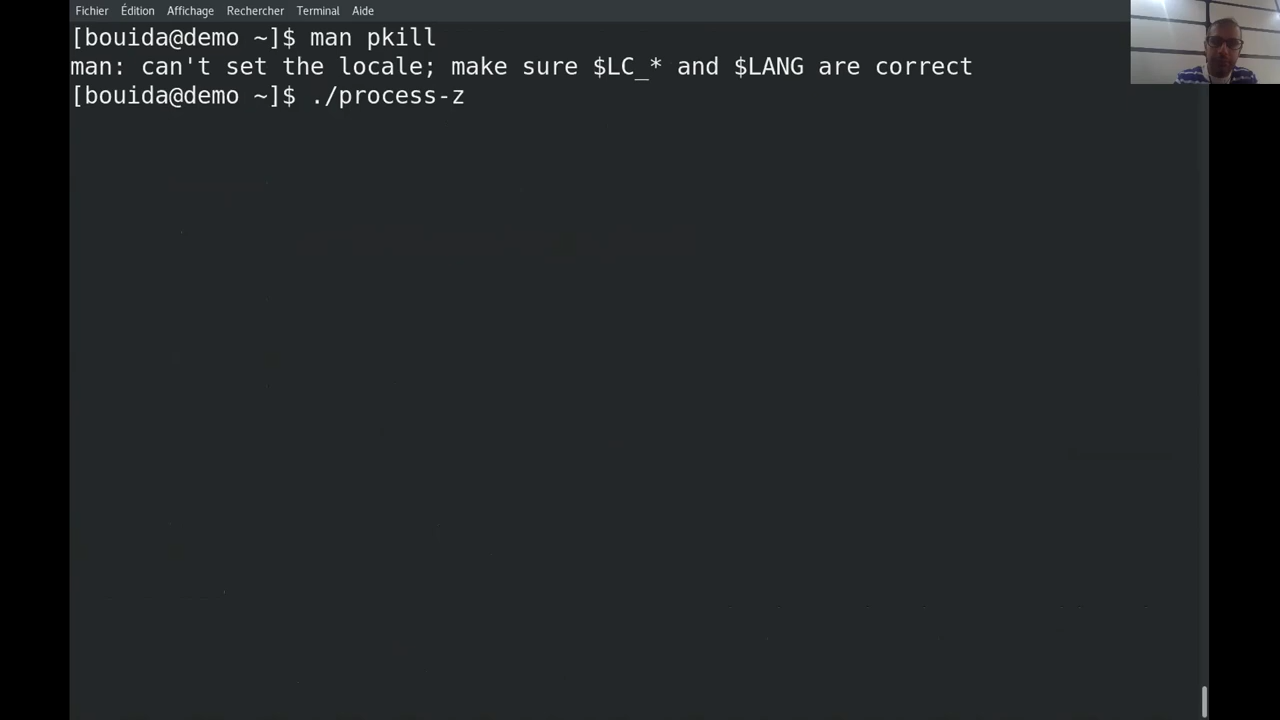 Fichier Édition Affichage Rechercher Terminal Aide
[bouida@demo ~]$ man pkill
man: can't set the locale; make sure $LC_* and $LANG are correct
[bouida@demo ~]$ ./process-z